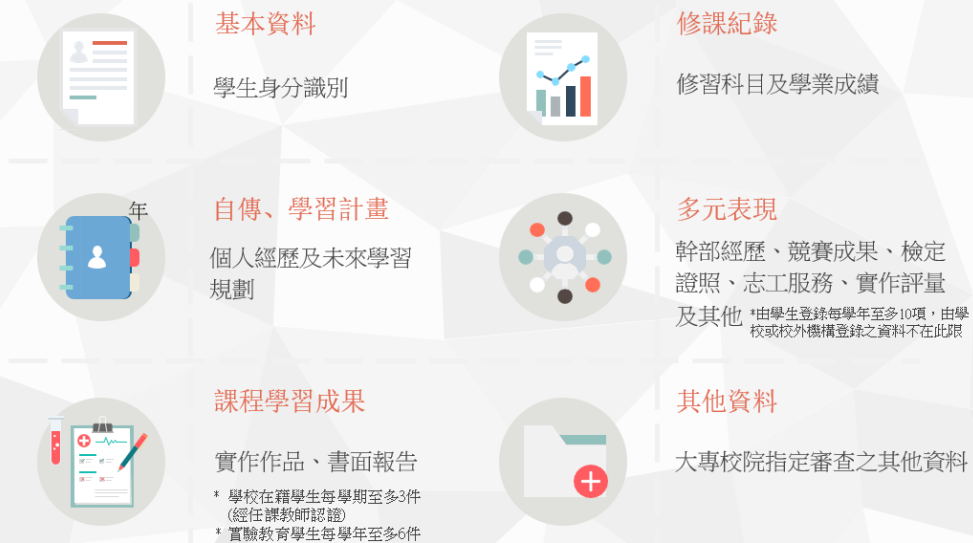 基本資料
學生身分識別
修課紀錄
修習科目及學業成績
年
自傳、學習計畫
個人經歷及未來學習
規劃
多元表現
幹部經歷、競賽成果、檢定
證照、志工服務、實作評量
及其他 *由學生登錄每學年至多10項，由學
校或校外機構登錄之資料不在此限
課程學習成果
實作作品、書面報告
* 學校在籍學生每學期至多3件
(經任課教師認證)
* 實驗教育學生每學年至多6件
其他資料
大專校院指定審查之其他資料